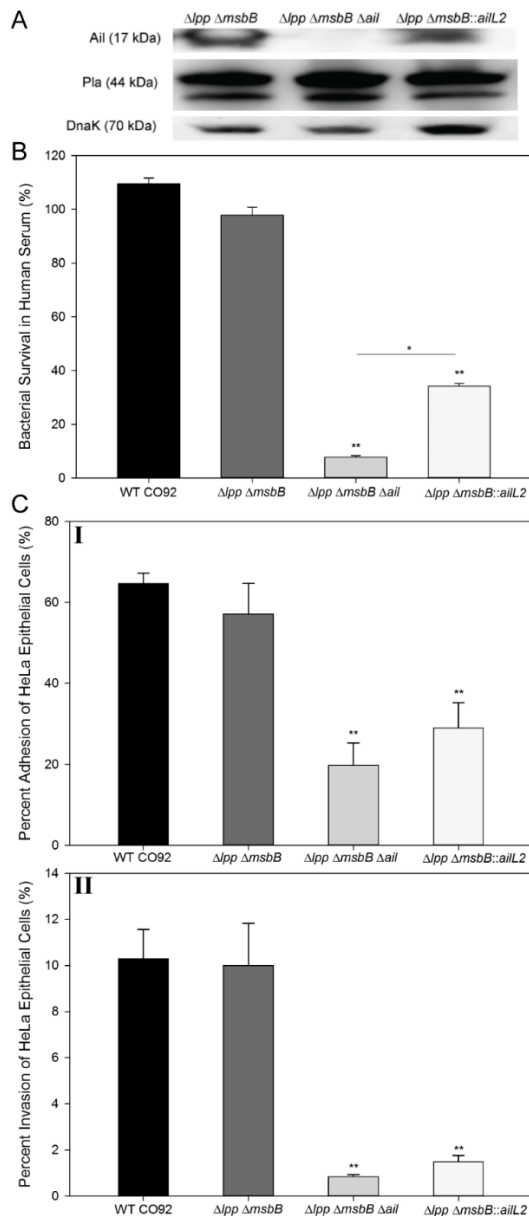 A
Δlpp ΔmsbB Δlpp ΔmsbB Δail Δlpp ΔmsbB::ailL2
Ail (17 kDa)
Pla (44 kDa)
DnaK (70 kDa)
B
Bacterial Survival in Human Serum (%)
120
100
80
60
40
20
0
*
**
**
WT CO92 Δlpp ΔmsbB Δlpp ΔmsbB Δail Δlpp ΔmsbB::ailL2
C
I
Percent Adhesion of HeLa Epithelial Cells (%)
80
60
40
20
0
**
**
WT CO92 Δlpp ΔmsbB Δlpp ΔmsbB Δail Δlpp ΔmsbB::ailL2
II
Percent Invasion of HeLa Epithelial Cells (%)
14
12
10
8
6
4
2
0
**
**
WT CO92 Δlpp ΔmsbB Δlpp ΔmsbB Δail Δlpp ΔmsbB::ailL2